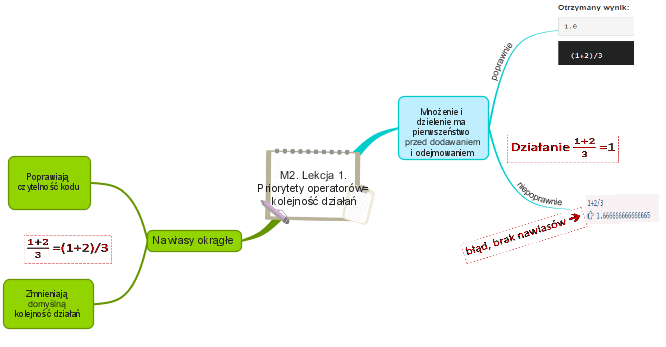 Otrzymany wynik:
1.0
(1+2)/3
poprawnie
Mnożenie i
dzielenie ma
pierwszeństwo
przed dodawaniem
i odejmowaniem
Działanie 1+2/3 =1
niepoprawnie
1+2/3
1.6666666666666665
błąd, brak nawiasów
M2. Lekcja 1.
Priorytety operatorów=
kolejność działań
Nawiasy okrągłe
Poprawiają
czytelność kodu
1+2/3 =(1+2)/3
Zmnieniają
domyślną
kolejność działań